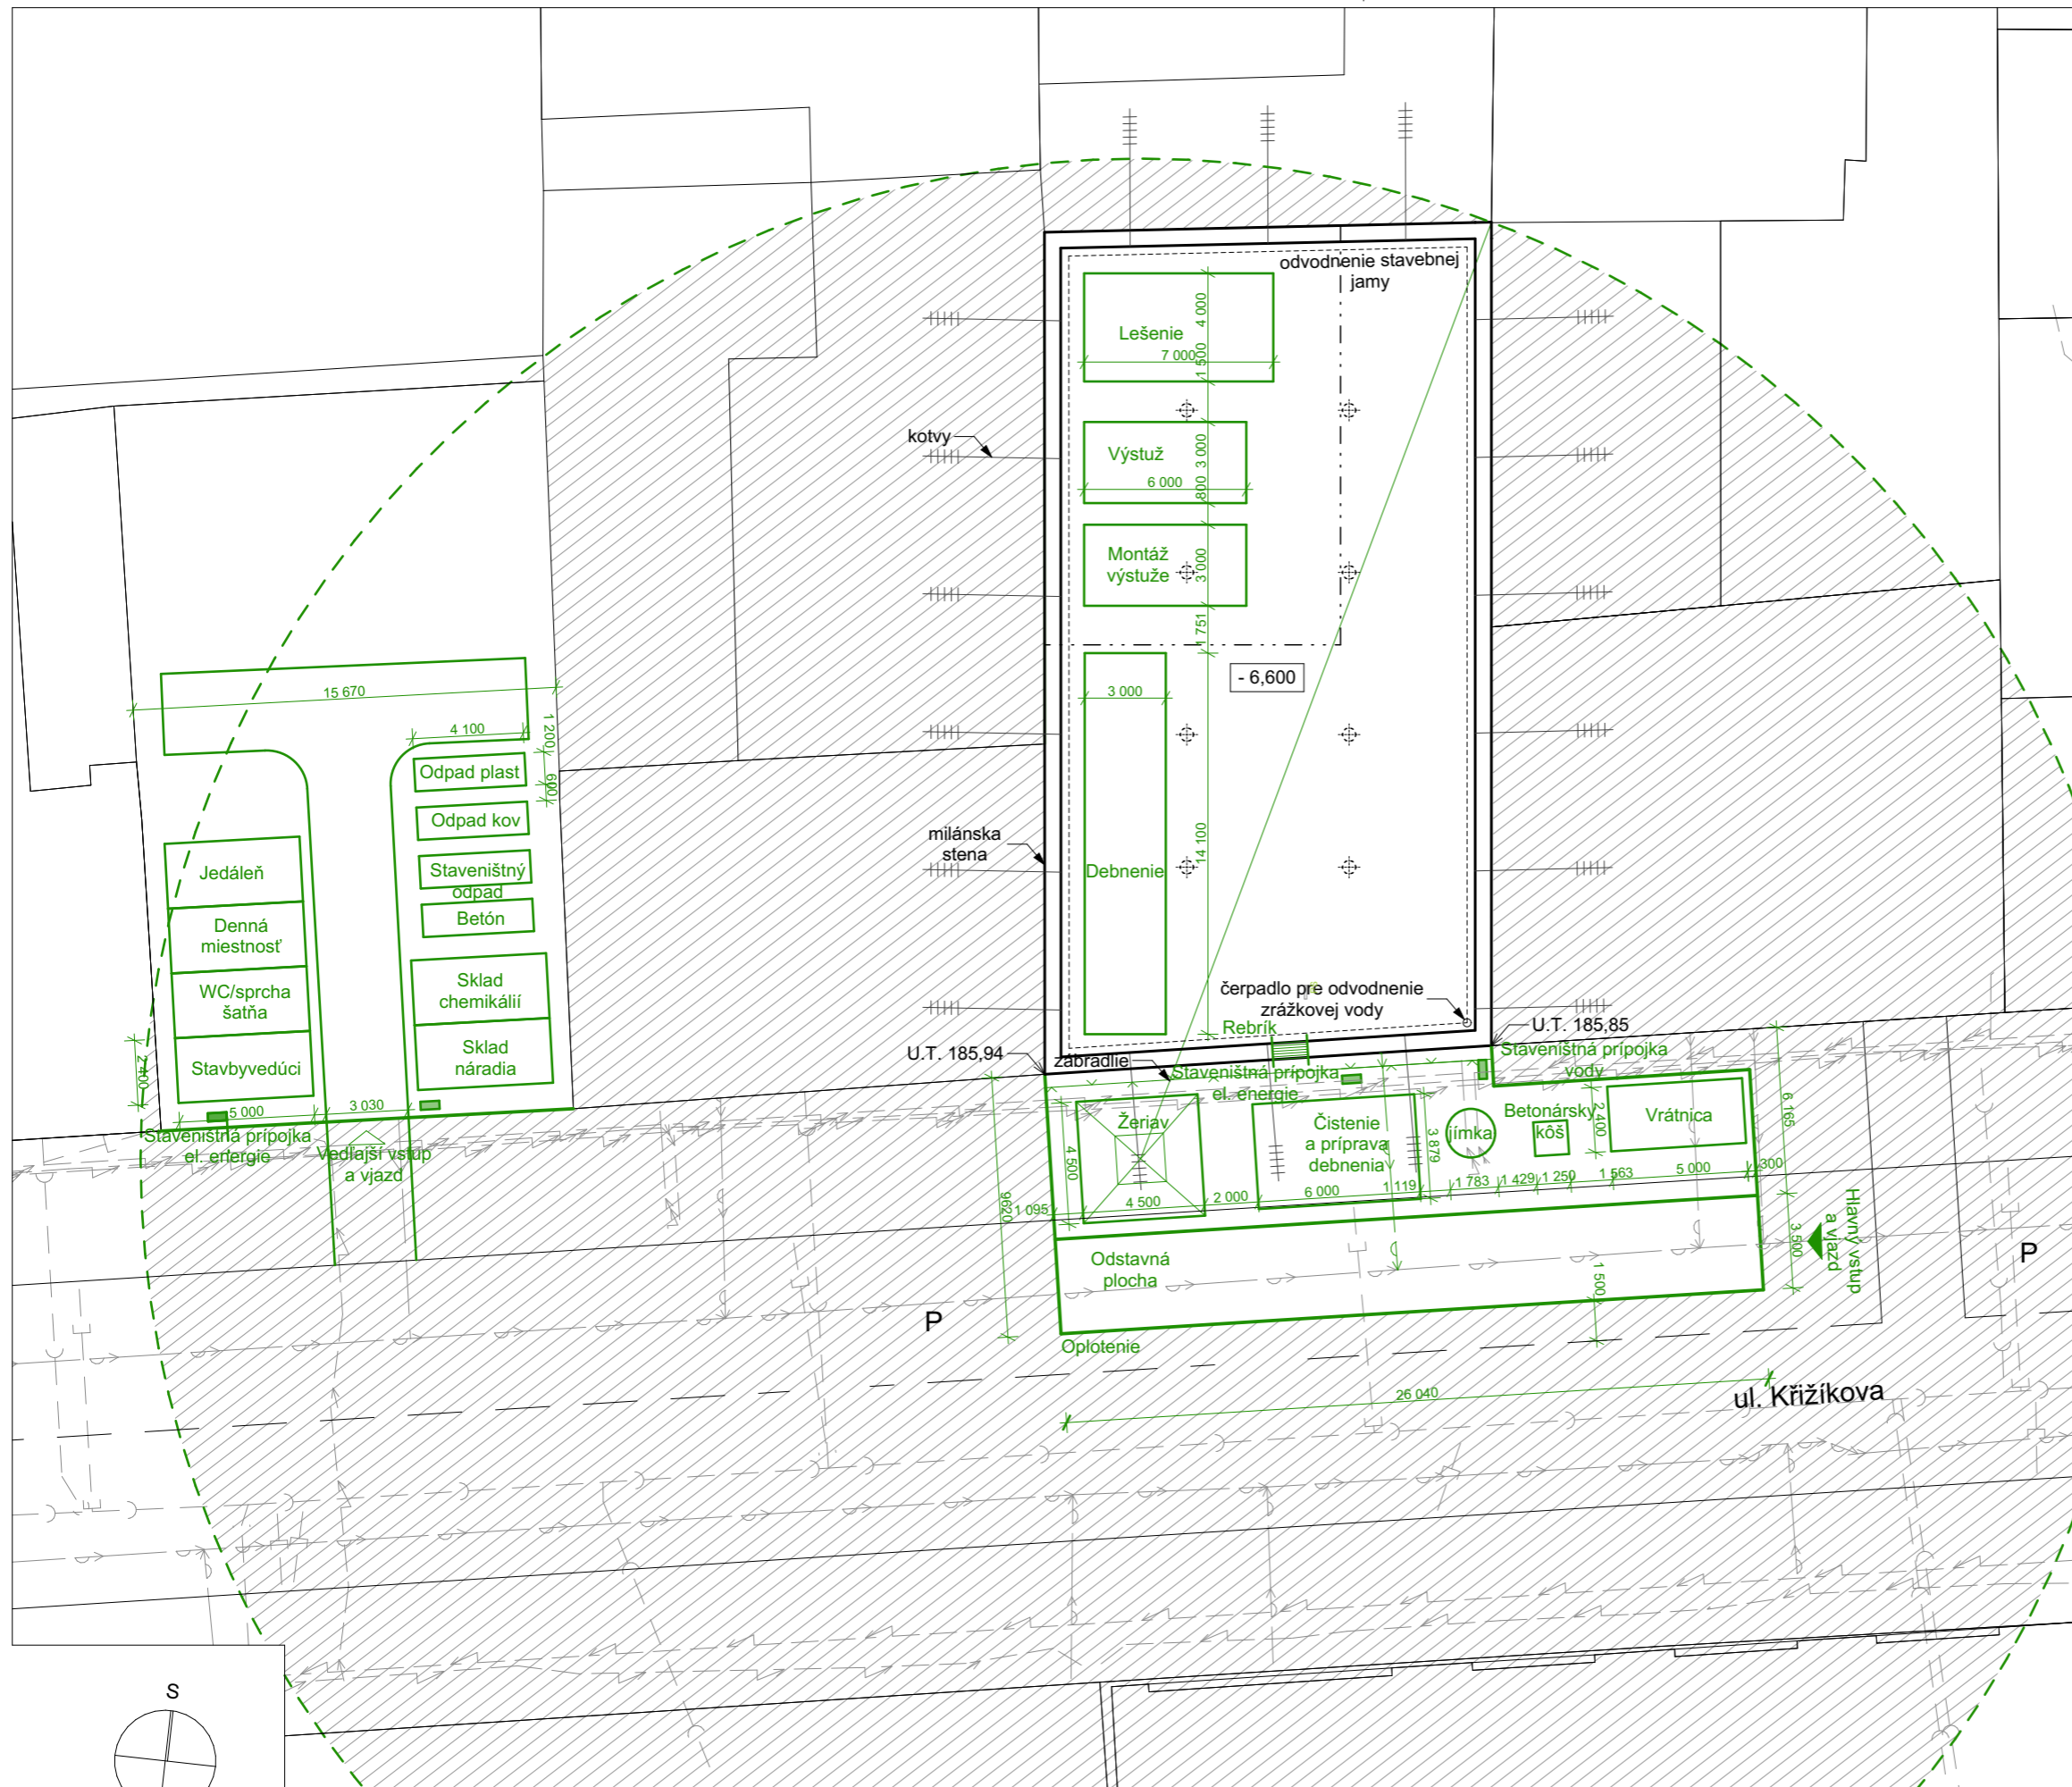 odvodnenie stavebnej
jamy
4 000
Lešenie
7 000
1 500
kotvy
Výstuž
3 000
6 000
800
Montáž
výstuže
3 000
1 751
- 6,600
3 000
15 670
4 100
1 200
600
Odpad plast
Odpad kov
Staveništný
odpad
Betón
Jedáleň
Denná
miestnosť
WC/sprcha
šatňa
Stavbyvedúci
Sklad
chemikálií
Sklad
náradia
2 400
5 000
3 030
Staveništná prípojka
el. energie
Vedlajší vstup
a vjazd
milánska
stena
14 100
Debnenie
čerpadlo pre odvodnenie
zrážkovej vody
Rebrík
U.T. 185,94
zábradlie
U.T. 185,85
Staveništná prípojka
vody
Staveništná prípojka
el. energie
Žeriav
Čistenie
a príprava
debnenia
jímka
Betonársky
kôš
Vrátnica
4 500
3 879
2 400
6 165
9620
1 095
4 500
2 000
6 000
1 119
1 783
1 429
1 250
1 563
5 000
300
Odstavná
plocha
1 500
3 500
Hlavný vstup
a vjazd
P
P
Oplotenie
26 040
ul. Křižíkova
S